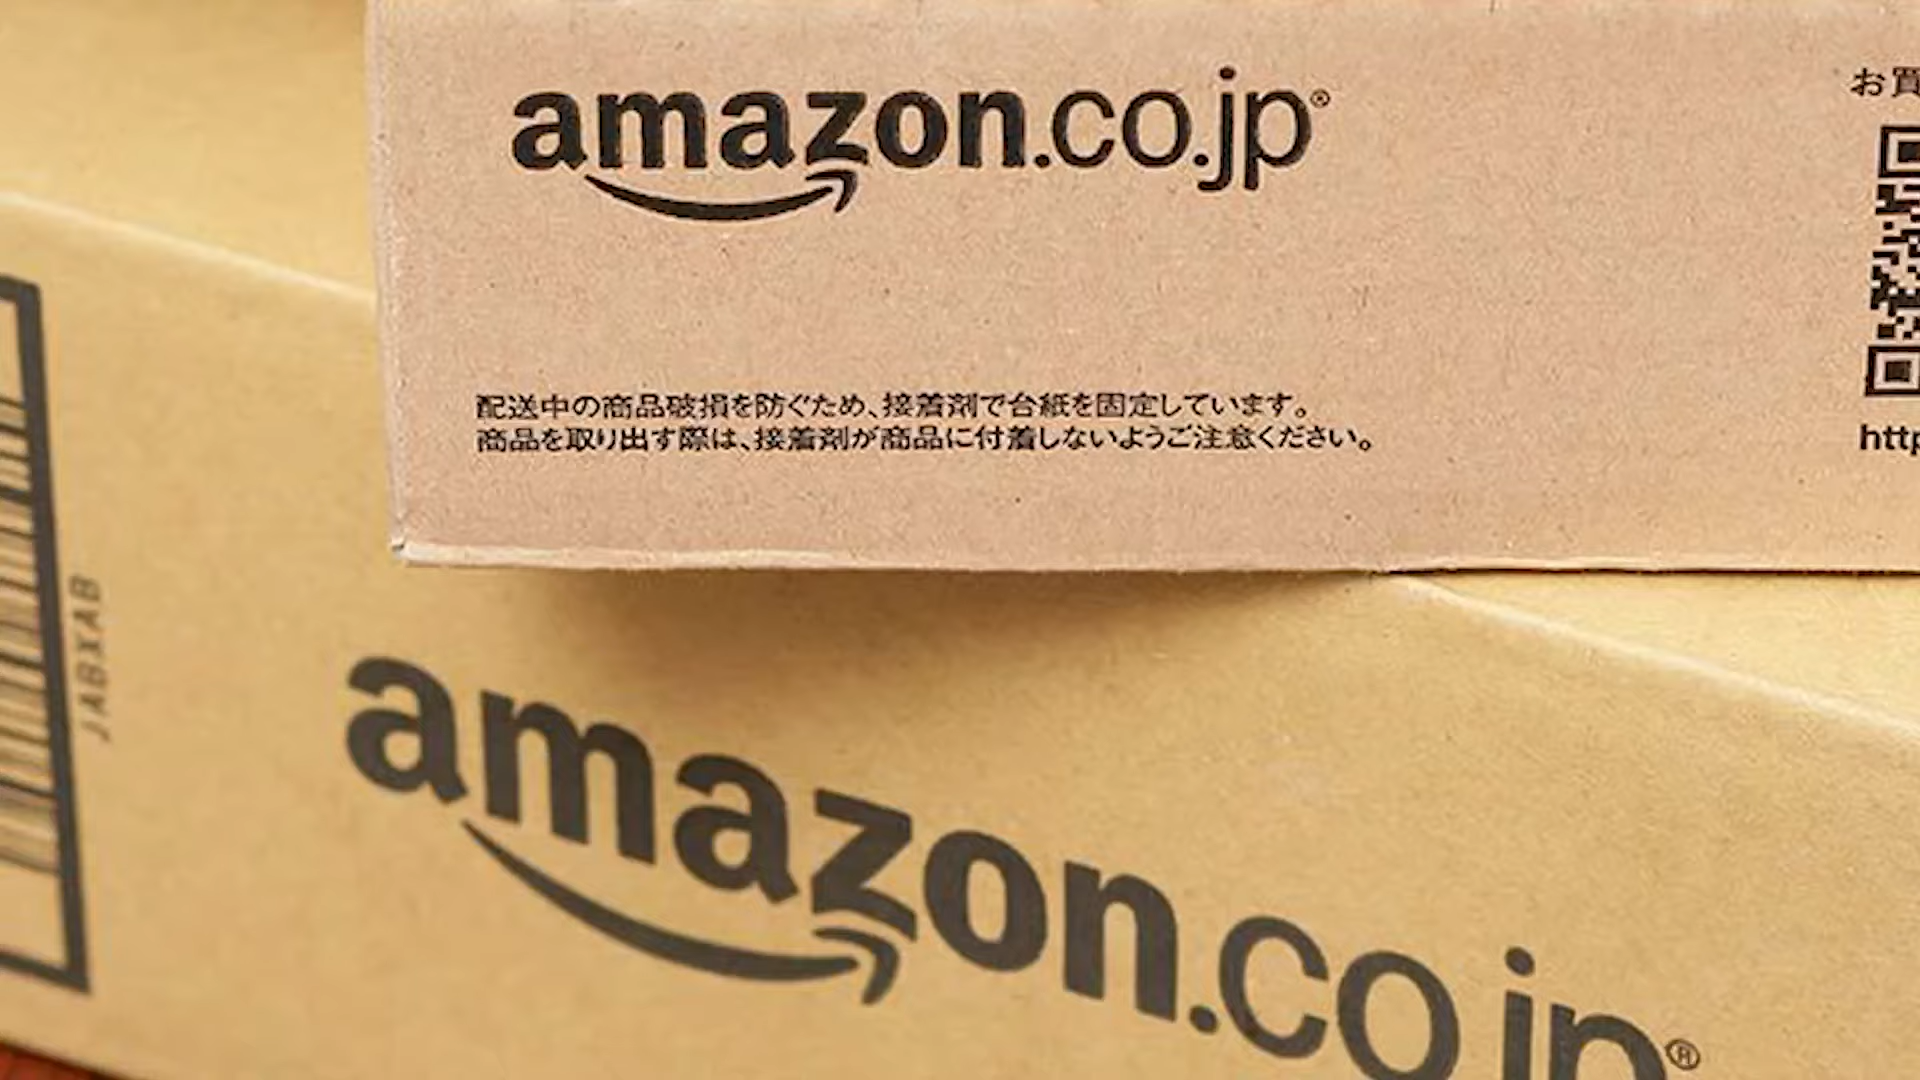 amazon.co.jp®
お買
配送中の商品破損を防ぐため、接着剤で台紙を固定しています。
商品を取り出す際は、接着剤が商品に付着しないようご注意ください。
http
JABXAB
amazon.co.jp®